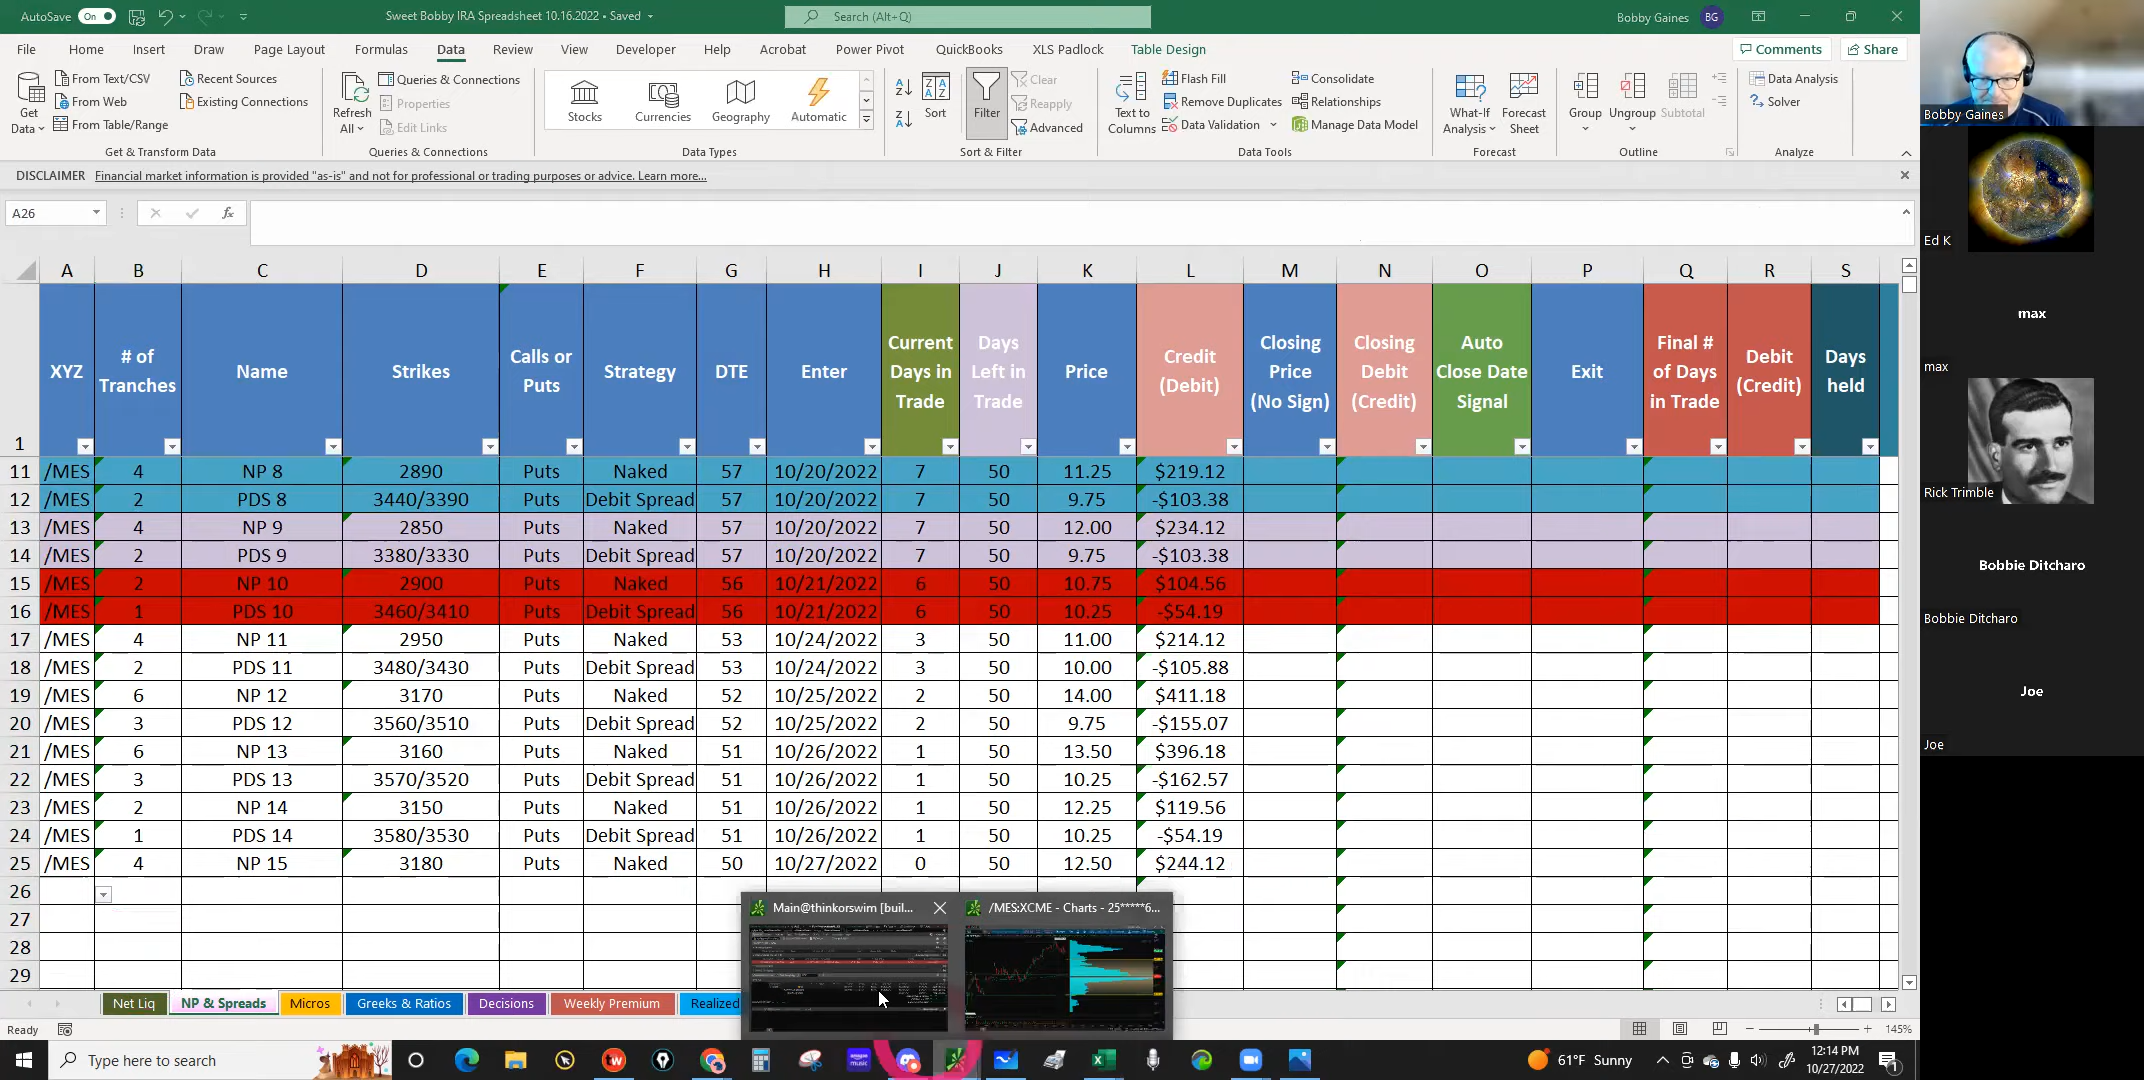 AutoSave On Sweet Bobby IRA Spreadsheet 10.16.2022 • Saved Search (Alt+Q) Bobby Gaines BG
File Home Insert Draw Page Layout Formulas Data Review View Developer Help Acrobat Power Pivot QuickBooks XLS Padlock Table Design Comments Share
Get Data From Text/CSV From Web From Table/Range Recent Sources Existing Connections
Get & Transform Data
Refresh All Queries & Connections Properties Edit Links
Queries & Connections
Stocks Currencies Geography Automatic
Data Types
Sort Filter Clear Reapply Advanced
Sort & Filter
Text to Columns Flash Fill Remove Duplicates Data Validation Consolidate Relationships Manage Data Model
Data Tools
What-If Analysis Forecast Sheet
Forecast
Group Ungroup Subtotal
Outline
Data Analysis Solver
Analyze
DISCLAIMER Financial market information is provided "as-is" and not for professional or trading purposes or advice. Learn more...
A26 fx
A B C D E F G H I J K L M N O P Q R S
1 XYZ # of Tranches Name Strikes Calls or Puts Strategy DTE Enter Current Days in Trade Days Left in Trade Price Credit (Debit) Closing Price (No Sign) Closing Debit (Credit) Auto Close Date Signal Exit Final # of Days in Trade Debit (Credit) Days held
11 /MES 4 NP 8 2890 Puts Naked 57 10/20/2022 7 50 11.25 $219.12
12 /MES 2 PDS 8 3440/3390 Puts Debit Spread 57 10/20/2022 7 50 9.75 -$103.38
13 /MES 4 NP 9 2850 Puts Naked 57 10/20/2022 7 50 12.00 $234.12
14 /MES 2 PDS 9 3380/3330 Puts Debit Spread 57 10/20/2022 7 50 9.75 -$103.38
15 /MES 2 NP 10 2900 Puts Naked 56 10/21/2022 6 50 10.75 $104.56
16 /MES 1 PDS 10 3460/3410 Puts Debit Spread 56 10/21/2022 6 50 10.25 -$54.19
17 /MES 4 NP 11 2950 Puts Naked 53 10/24/2022 3 50 11.00 $214.12
18 /MES 2 PDS 11 3480/3430 Puts Debit Spread 53 10/24/2022 3 50 10.00 -$105.88
19 /MES 6 NP 12 3170 Puts Naked 52 10/25/2022 2 50 14.00 $411.18
20 /MES 3 PDS 12 3560/3510 Puts Debit Spread 52 10/25/2022 2 50 9.75 -$155.07
21 /MES 6 NP 13 3160 Puts Naked 51 10/26/2022 1 50 13.50 $396.18
22 /MES 3 PDS 13 3570/3520 Puts Debit Spread 51 10/26/2022 1 50 10.25 -$162.57
23 /MES 2 NP 14 3150 Puts Naked 51 10/26/2022 1 50 12.25 $119.56
24 /MES 1 PDS 14 3580/3530 Puts Debit Spread 51 10/26/2022 1 50 10.25 -$54.19
25 /MES 4 NP 15 3180 Puts Naked 50 10/27/2022 0 50 12.50 $244.12
26
27
28
29
Main@thinkorswim [buil... /MES:XCME - Charts - 25*****6...
Net Liq NP & Spreads Micros Greeks & Ratios Decisions Weekly Premium Realized
Ready 145%
Type here to search 61°F Sunny 12:14 PM
10/27/2022 1
Bobby Gaines
Ed K
max
max
Rick Trimble
Bobbie Ditcharo
Bobbie Ditcharo
Joe
Joe